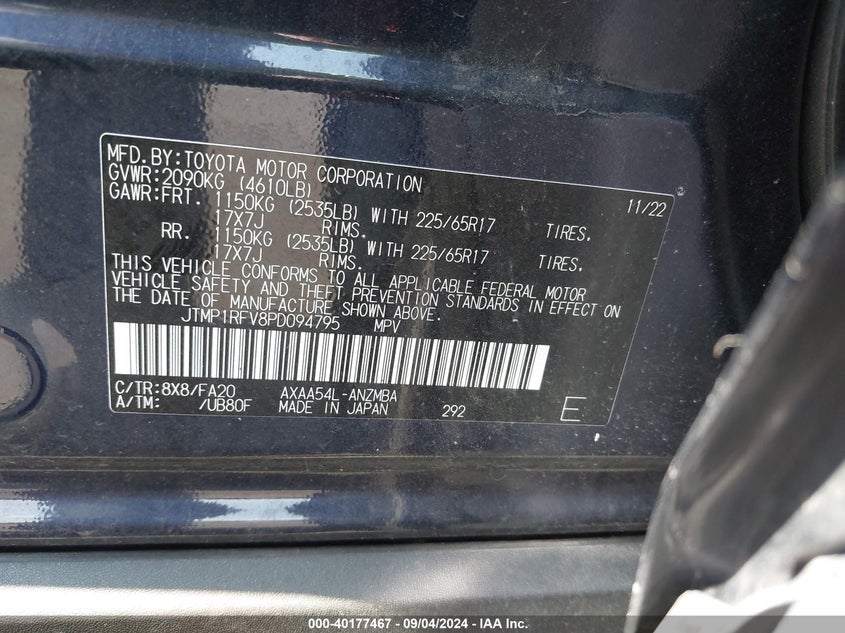 MFD.BY:TOYOTA MOTOR CORPORATION 11/22
GVWR:2090KG (4610LB)
GAWR:FRT. 1150KG (2535LB) WITH 225/65R17 TIRES,
17X7J RIMS.
RR. 1150KG (2535LB) WITH 225/65R17 TIRES,
17X7J RIMS.
THIS VEHICLE CONFORMS TO ALL APPLICABLE FEDERAL MOTOR
VEHICLE SAFETY AND THEFT PREVENTION STANDARDS IN EFFECT ON
THE DATE OF MANUFACTURE SHOWN ABOVE.
JTMP1RFV8PD094795 MPV
C/TR:8X8/FA20 AXAA54L-ANZMBA
A/TM: /UB80F MADE IN JAPAN 292 E
000-40177467 - 09/04/2024 - IAA Inc.